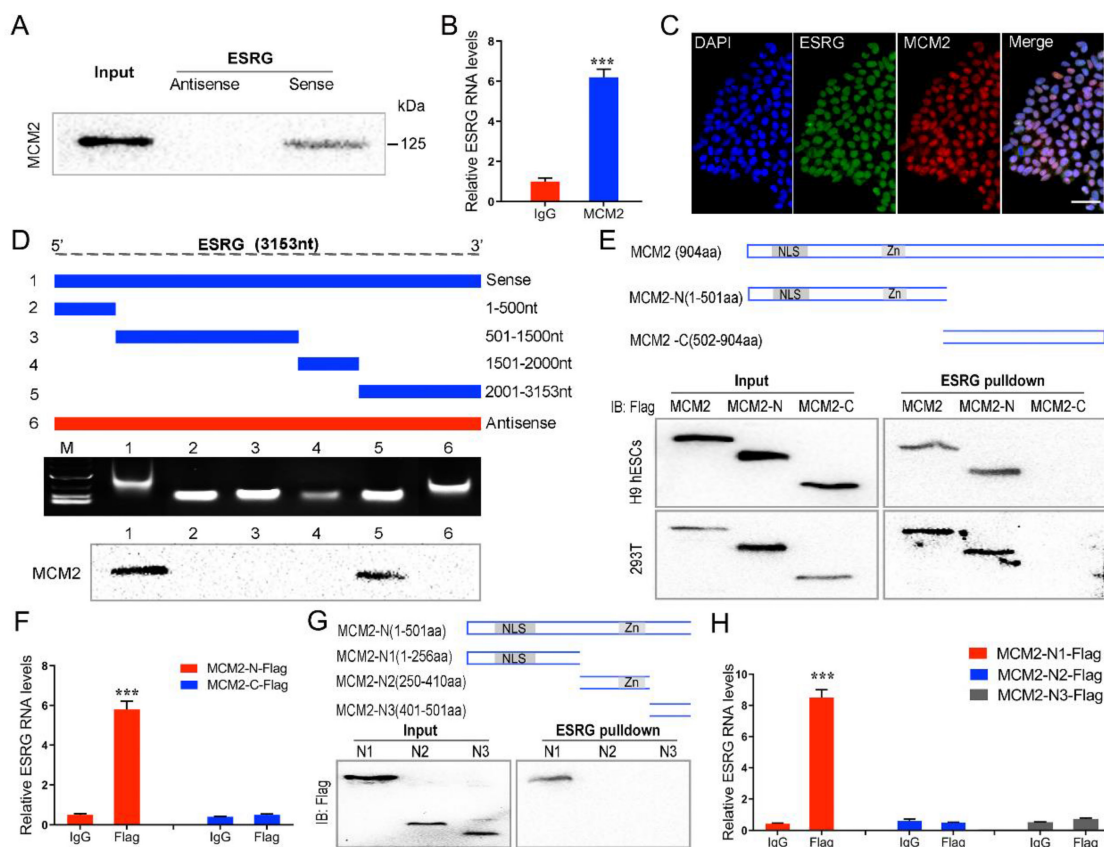 A
ESRG
Input Antisense Sense
kDa
MCM2
125
B
Relative ESRG RNA levels
8
6
4
2
0
***
IgG MCM2
C
DAPI ESRG MCM2 Merge
D
5' ESRG (3153nt) 3'
1 Sense
2 1-500nt
3 501-1500nt
4 1501-2000nt
5 2001-3153nt
6 Antisense
M 1 2 3 4 5 6
1 2 3 4 5 6
MCM2
E
MCM2 (904aa) NLS Zn
MCM2-N(1-501aa) NLS Zn
MCM2 -C(502-904aa)
Input ESRG pulldown
IB: Flag MCM2 MCM2-N MCM2-C MCM2 MCM2-N MCM2-C
H9 hESCs
293T
F
Relative ESRG RNA levels
8
6
4
2
0
MCM2-N-Flag
MCM2-C-Flag
***
IgG Flag IgG Flag
G
MCM2-N(1-501aa) NLS Zn
MCM2-N1(1-256aa) NLS
MCM2-N2(250-410aa) Zn
MCM2-N3(401-501aa)
Input ESRG pulldown
N1 N2 N3 N1 N2 N3
IB: Flag
H
Relative ESRG RNA levels
10
8
6
4
2
0
MCM2-N1-Flag
MCM2-N2-Flag
MCM2-N3-Flag
***
IgG Flag IgG Flag IgG Flag